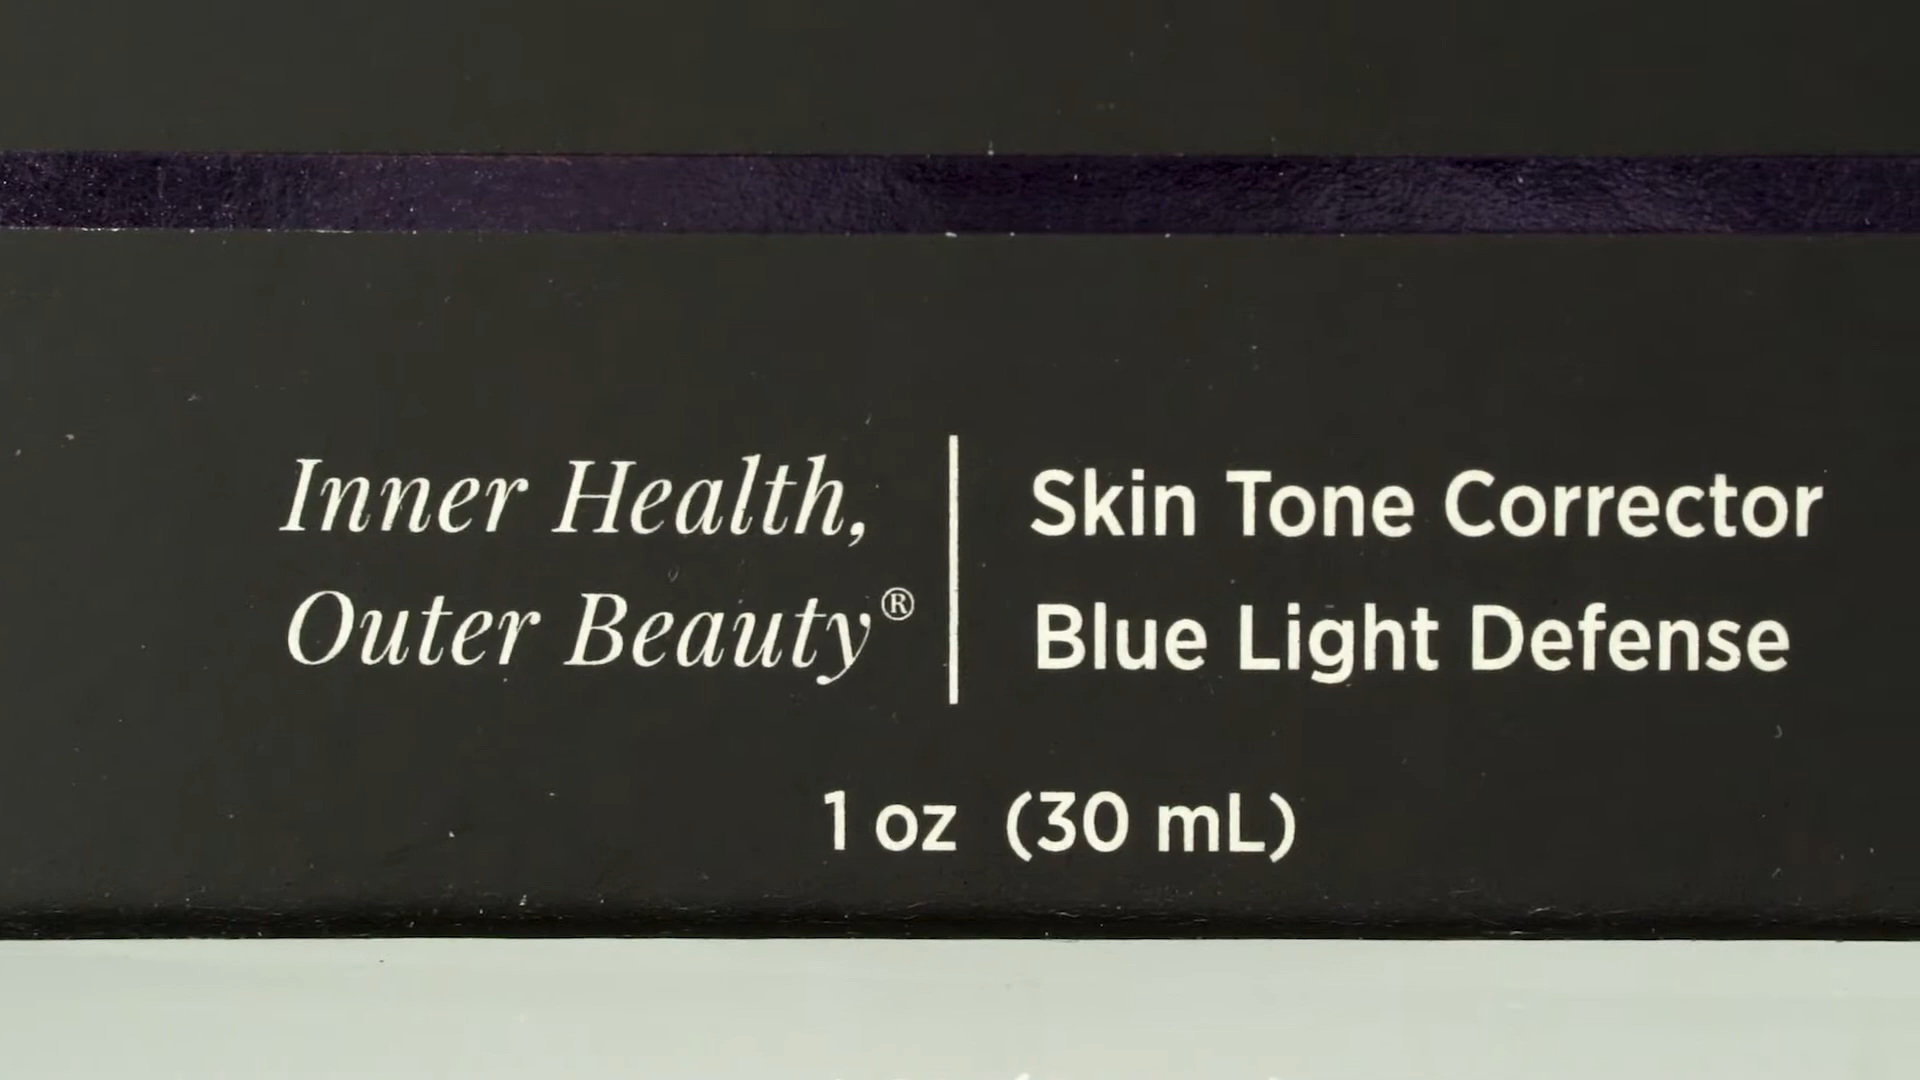 Inner Health,
Outer Beauty®
Skin Tone Corrector
Blue Light Defense
1 oz (30 mL)